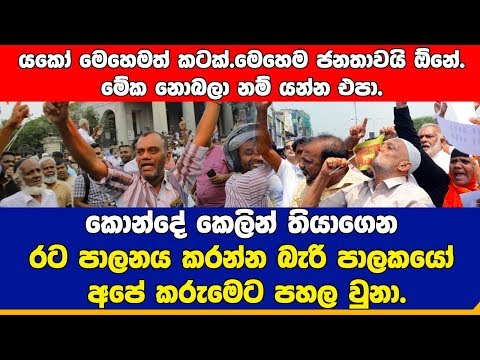 යකෝ මෙහෙමත් කටක්.මෙහෙම ජනතාවයි ඕනේ.
මේක නොබලා නම් යන්න එපා.
කොන්දේ කෙලින් තියාගෙන
රට පාලනය කරන්න බැරි පාලකයෝ
අපේ කරුමෙට පහල වුනා.